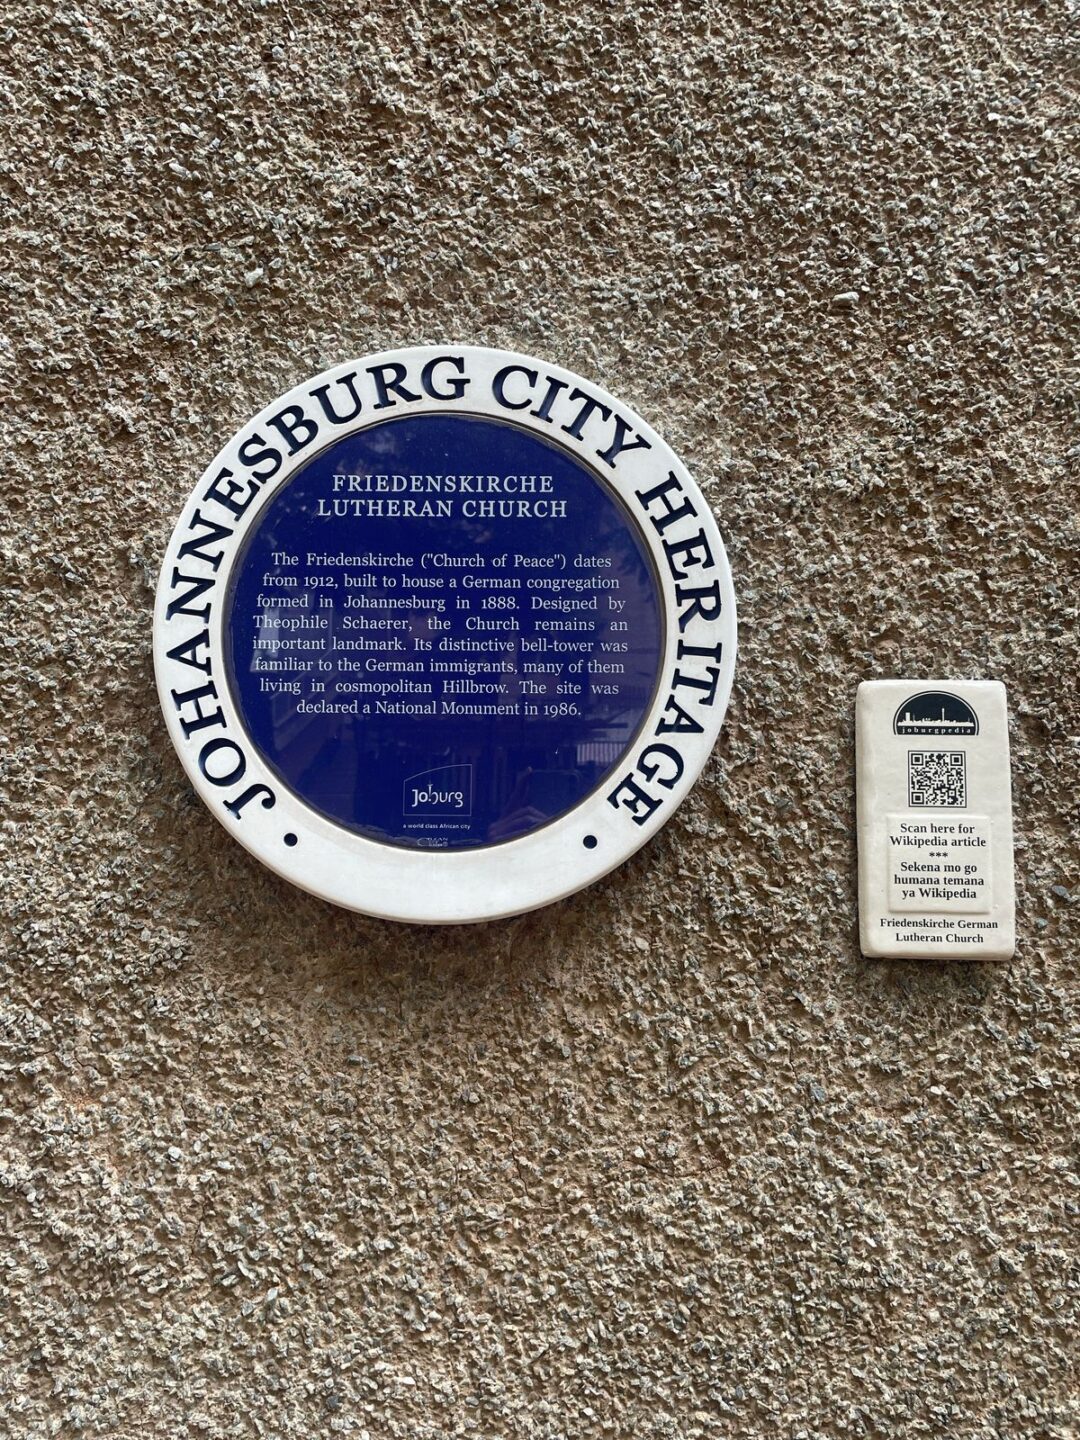 JOHANNESBURG CITY HERITAGE
FRIEDENSKIRCHE
LUTHERAN CHURCH
The Friedenskirche ("Church of Peace") dates
from 1912, built to house a German congregation
formed in Johannesburg in 1888. Designed by
Theophile Schaerer, the Church remains an
important landmark. Its distinctive bell-tower was
familiar to the German immigrants, many of them
living in cosmopolitan Hillbrow. The site was
declared a National Monument in 1986.
Joburg
a world class African city
joburgpedia
Scan here for
Wikipedia article
***
Sekena mo go
humana temana
ya Wikipedia
Friedenskirche German
Lutheran Church